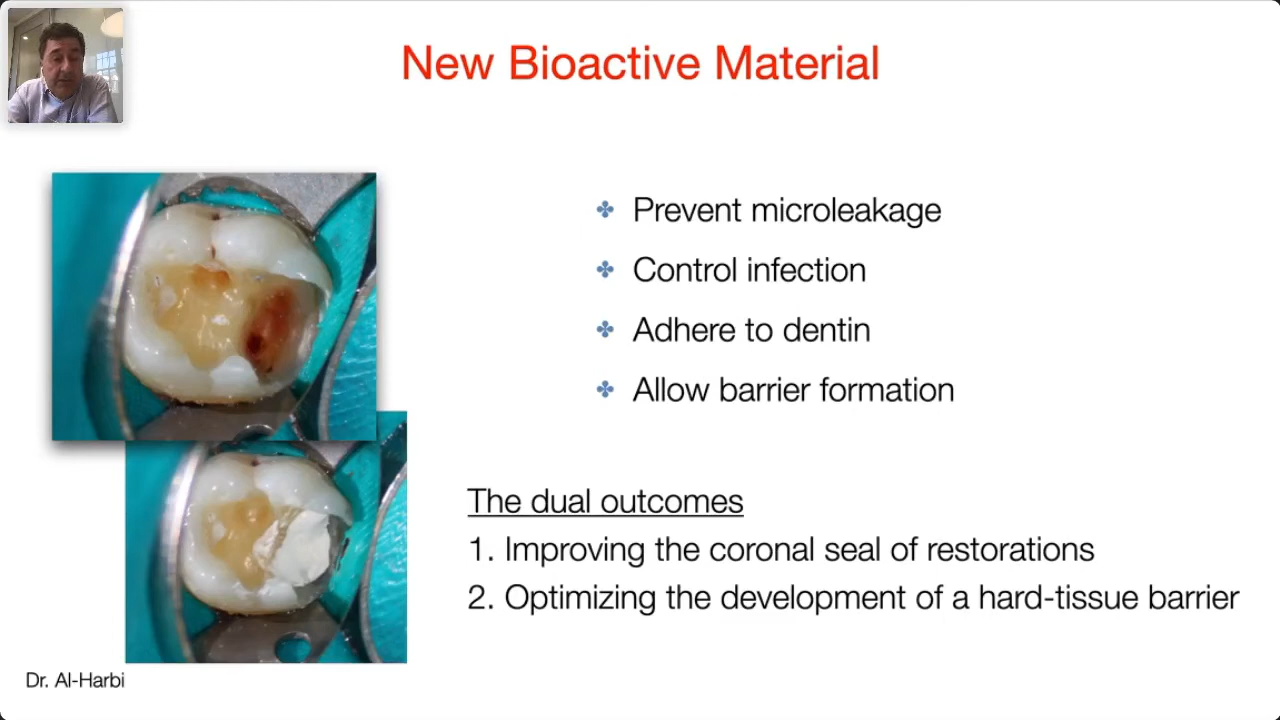 New Bioactive Material
Prevent microleakage
Control infection
Adhere to dentin
Allow barrier formation
The dual outcomes
1. Improving the coronal seal of restorations
2. Optimizing the development of a hard-tissue barrier
Dr. Al-Harbi